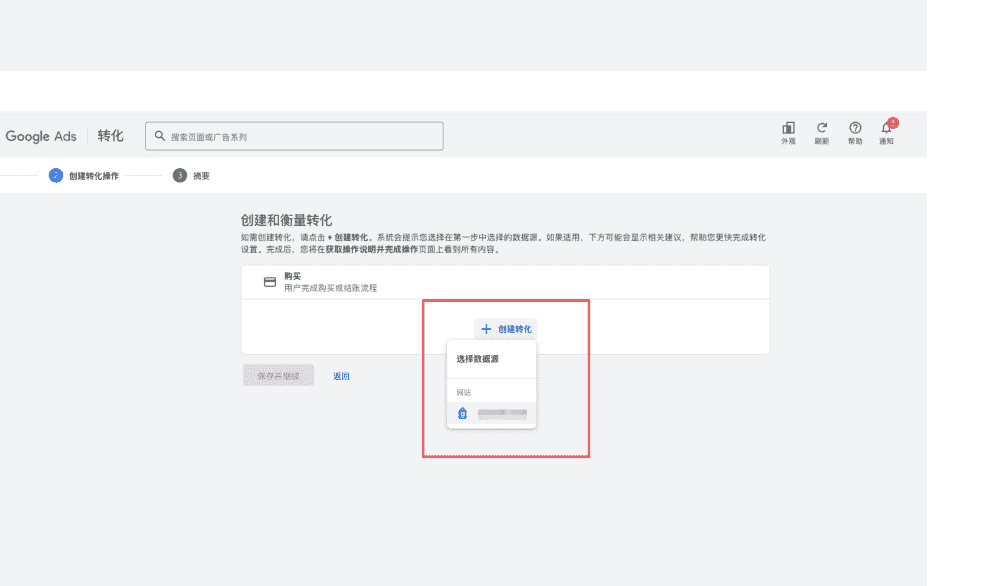 Google Ads
转化
搜索页面或广告系列
外观
刷新
帮助
通知
2
创建转化操作
3
摘要
创建和衡量转化
如需创建转化，请点击 + 创建转化。系统会提示您选择在第一步中选择的数据源。如果适用，下方可能会显示相关建议，帮助您更快完成转化
设置。完成后，您将在获取操作说明并完成操作页面上看到所有内容。
购买
用户完成购买或结账流程
创建转化
选择数据源
网站
保存并继续
返回